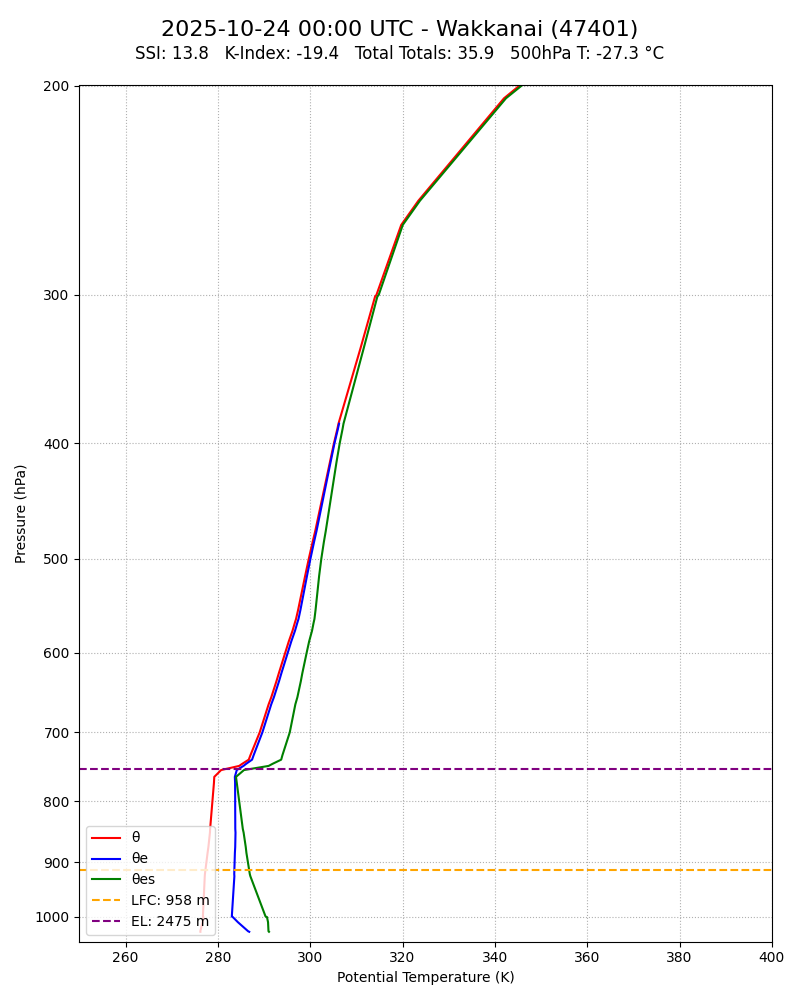 2025-10-24 00:00 UTC - Wakkanai (47401)
SSI: 13.8 K-Index: -19.4 Total Totals: 35.9 500hPa T: -27.3 °C
200
300
400
500
600
700
800
900
1000
Pressure (hPa)
θ
θe
θes
LFC: 958 m
EL: 2475 m
260 280 300 320 340 360 380 400
Potential Temperature (K)